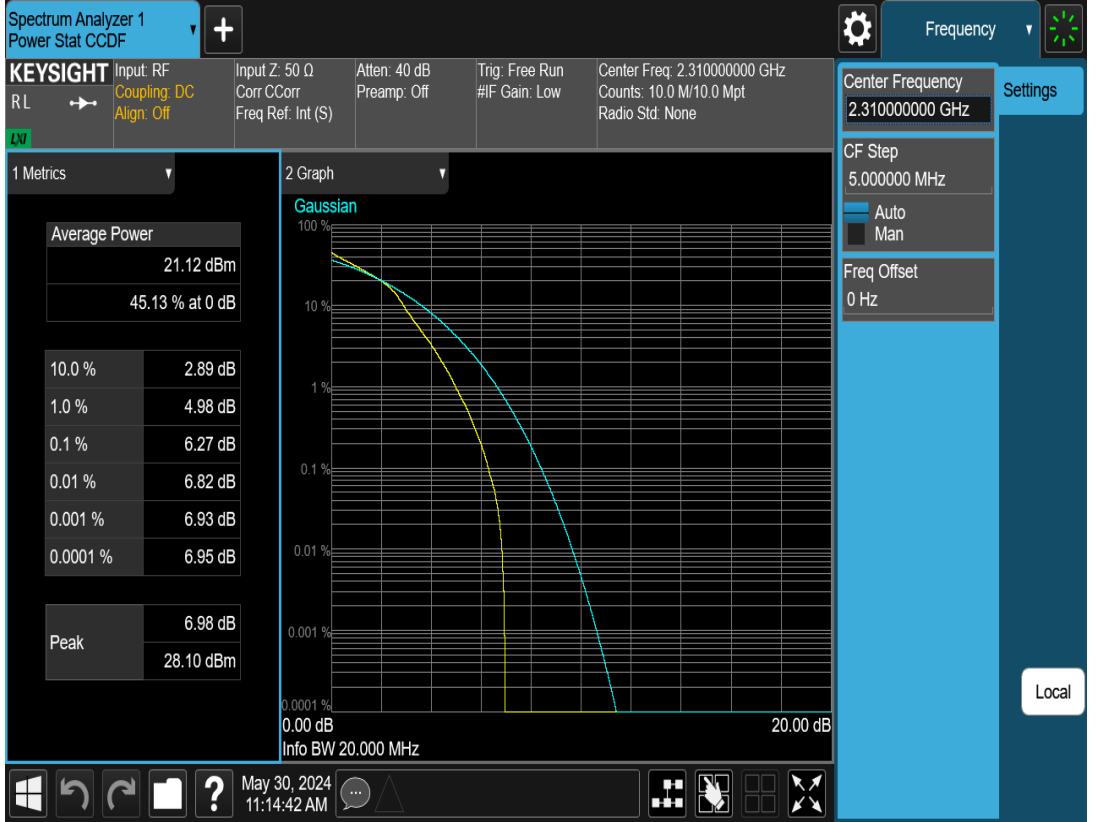 Spectrum Analyzer 1
Power Stat CCDF
+
Frequency
KEYSIGHT
RL
LXI
Input: RF
Coupling: DC
Align: Off
Input Z: 50 Ω
Corr CCorr
Freq Ref: Int (S)
Atten: 40 dB
Preamp: Off
Trig: Free Run
#IF Gain: Low
Center Freq: 2.310000000 GHz
Counts: 10.0 M/10.0 Mpt
Radio Std: None
Center Frequency
2.310000000 GHz
Settings
CF Step
5.000000 MHz
Auto
Man
Freq Offset
0 Hz
Local
1 Metrics
Average Power
21.12 dBm
45.13 % at 0 dB
10.0 % 2.89 dB
1.0 % 4.98 dB
0.1 % 6.27 dB
0.01 % 6.82 dB
0.001 % 6.93 dB
0.0001 % 6.95 dB
Peak
6.98 dB
28.10 dBm
2 Graph
Gaussian
100 %
10 %
1 %
0.1 %
0.01 %
0.001 %
0.0001 %
0.00 dB 20.00 dB
Info BW 20.000 MHz
?
May 30, 2024
11:14:42 AM